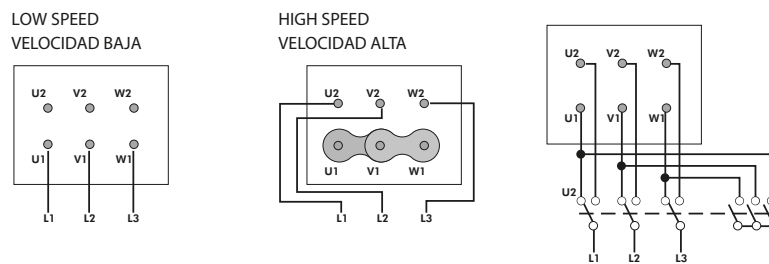 LOW SPEED
VELOCIDAD BAJA
U2 V2 W2
U1 V1 W1
L1 L2 L3
HIGH SPEED
VELOCIDAD ALTA
U2 V2 W2
U1 V1 W1
L1 L2 L3
U2 V2 W2
U1 V1 W1
U2
L1 L2 L3